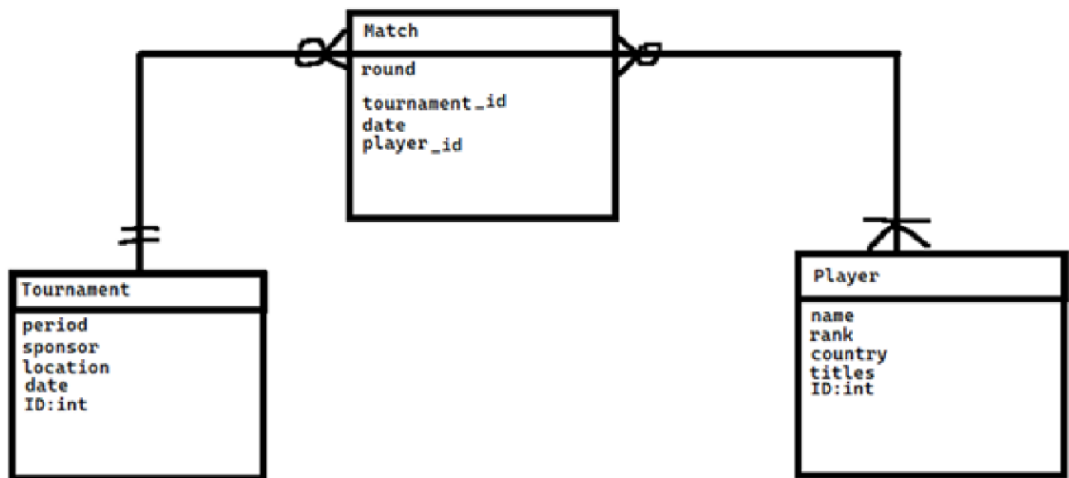 Match
round
tournament_id
date
player_id
Tournament
period
sponsor
location
date
ID:int
Player
name
rank
country
titles
ID:int